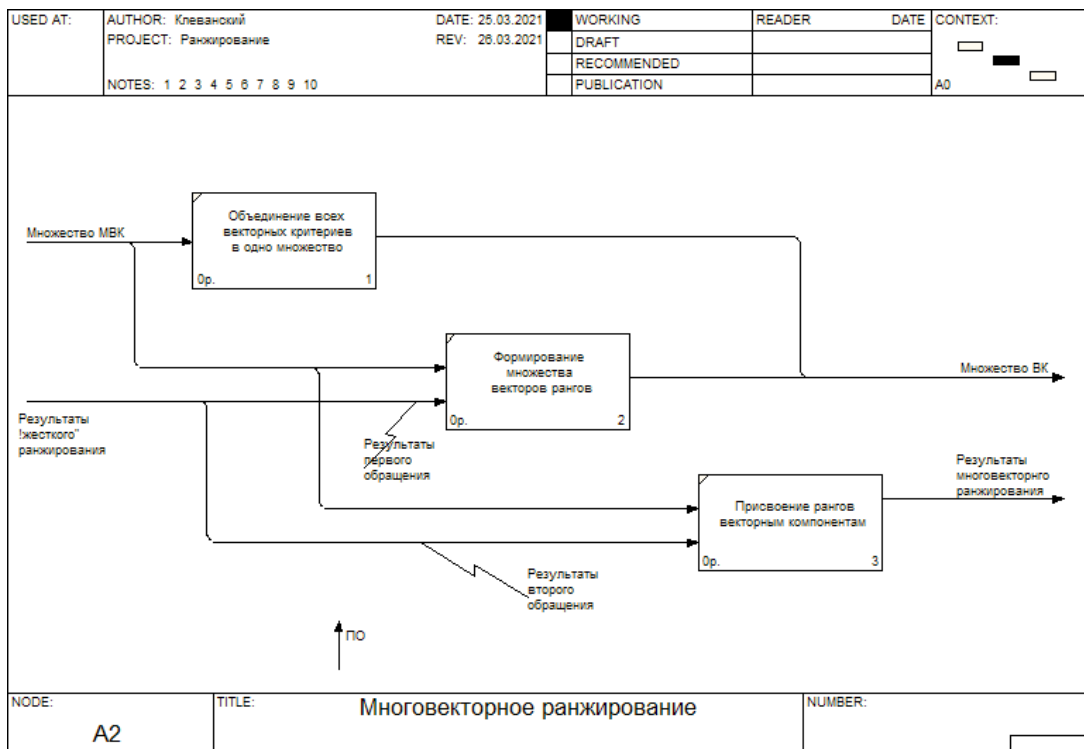 USED AT:
AUTHOR: Клеванский
DATE: 25.03.2021
WORKING
READER
DATE
CONTEXT:
PROJECT: Ранжирование
REV: 26.03.2021
DRAFT
RECOMMENDED
NOTES: 1 2 3 4 5 6 7 8 9 10
PUBLICATION
A0
Объединение всех
векторных критериев
в одно множество
0р.
1
Множество МВК
Формирование
множества
векторов рангов
0р.
2
Множество ВК
Результаты
!жесткого"
ранжирования
Результаты
первого
обращения
Результаты
многовекторнго
ранжирования
Присвоение рангов
векторным компонентам
0р.
3
Результаты
второго
обращения
ПО
NODE:
A2
TITLE:
Многовекторное ранжирование
NUMBER: